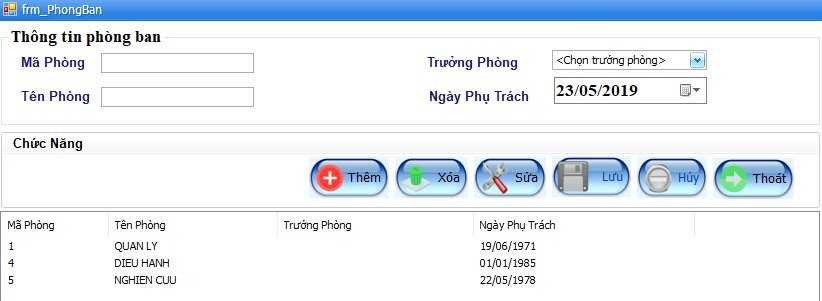 frm_PhongBan
Thông tin phòng ban
Mã Phòng
Trưởng Phòng <Chọn trưởng phòng>
Tên Phòng
Ngày Phụ Trách 23/05/2019
Chức Năng
Thêm Xóa Sửa Lưu Hủy Thoát
Mã Phòng Tên Phòng Trưởng Phòng Ngày Phụ Trách
1 QUAN LY 19/06/1971
4 DIEU HANH 01/01/1985
5 NGHIEN CUU 22/05/1978